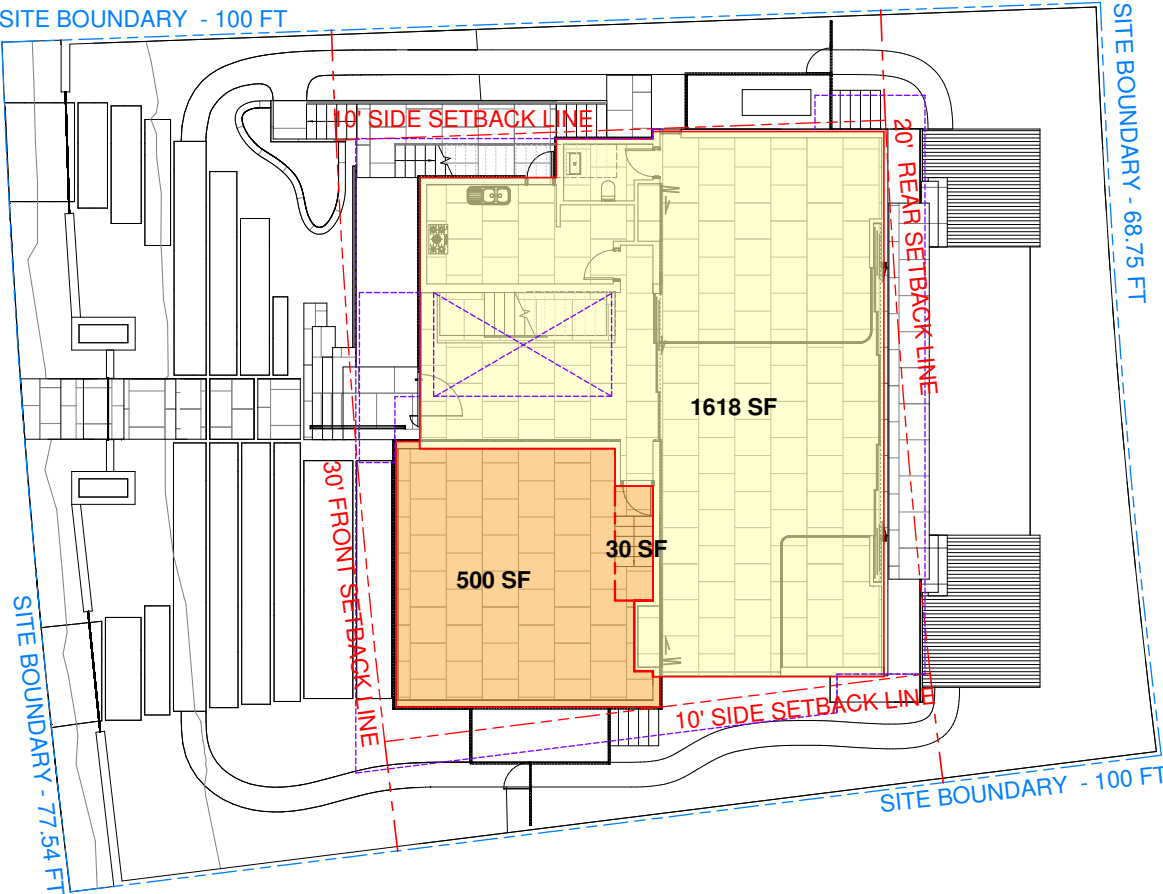 SITE BOUNDARY - 100 FT
SITE BOUNDARY - 68.75 FT
10' SIDE SETBACK LINE
20' REAR SETBACK LINE
1618 SF
30' FRONT SETBACK LINE
30 SF
500 SF
SITE BOUNDARY - 77.54 FT
10' SIDE SETBACK LINE
SITE BOUNDARY - 100 FT